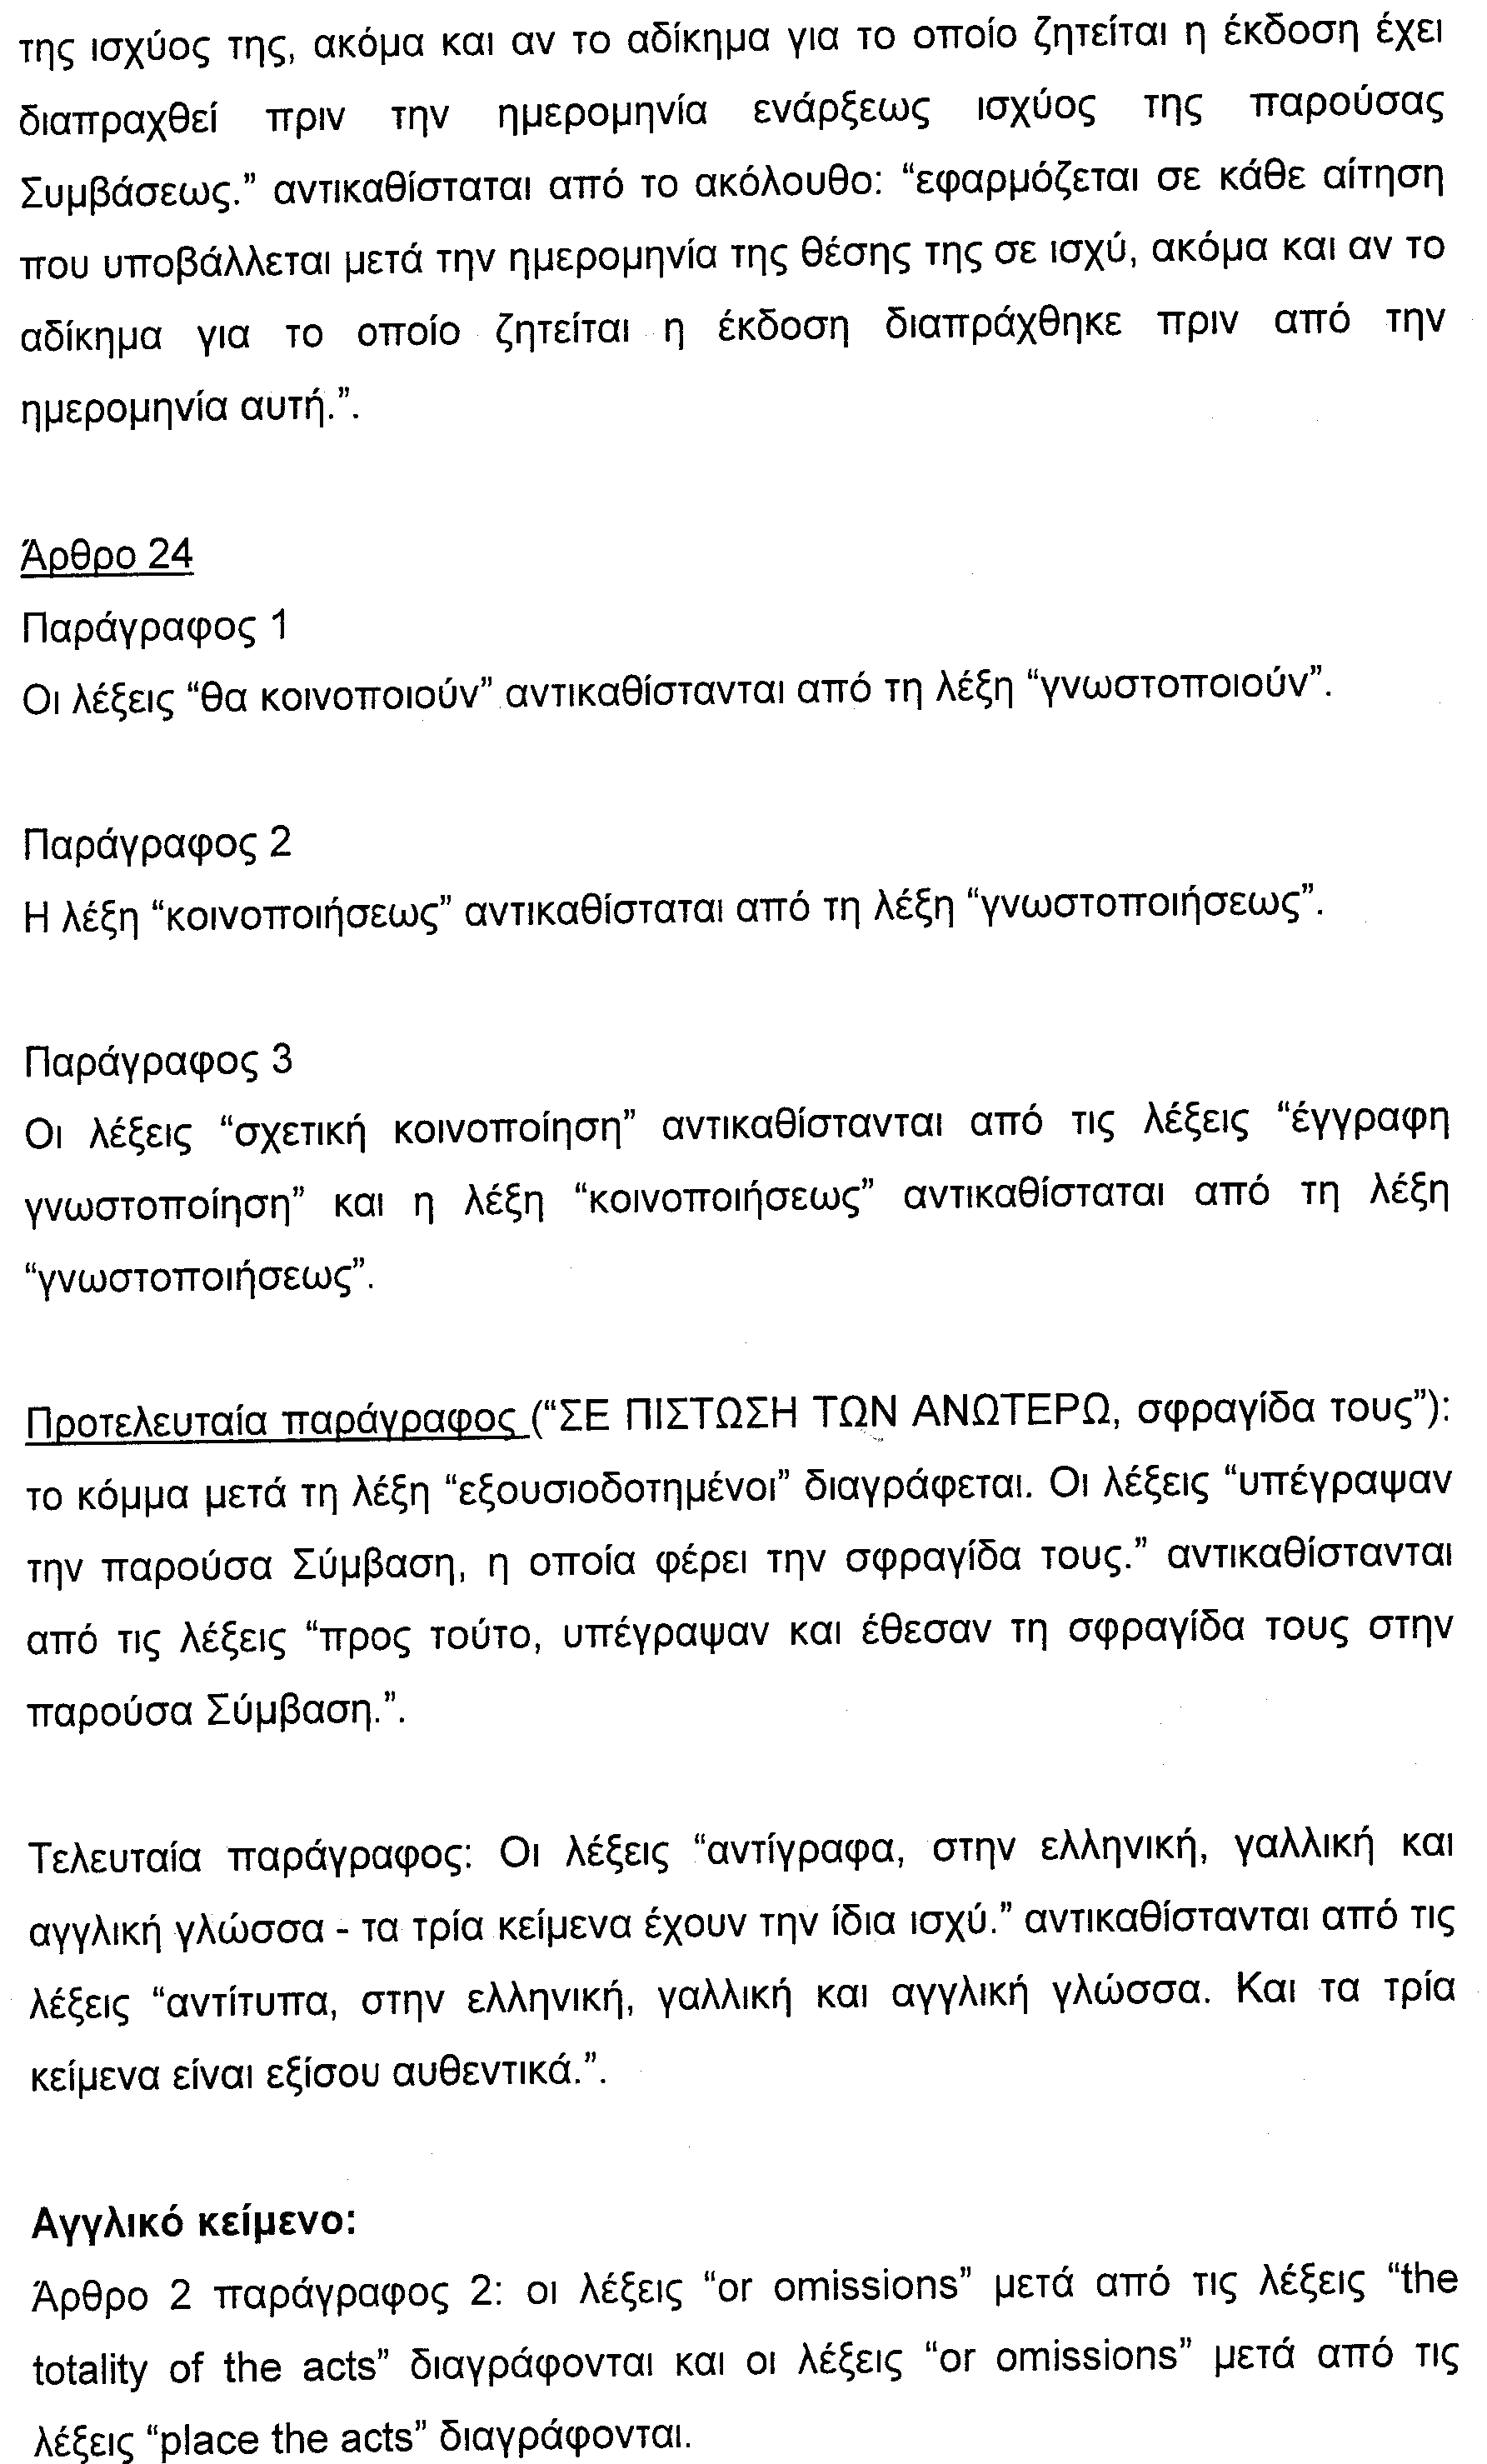 της ισχύος της, ακόμα και αν το αδίκημα για το οποίο ζητείται η έκδοση έχει
διαπραχθεί πριν την ημερομηνία ενάρξεως ισχύος της παρούσας
Συμβάσεως.” αντικαθίσταται από το ακόλουθο: “εφαρμόζεται σε κάθε αίτηση
που υποβάλλεται μετά την ημερομηνία της θέσης της σε ισχύ, ακόμα και αν το
αδίκημα για το οποίο ζητείται η έκδοση διαπράχθηκε πριν από την
ημερομηνία αυτή.”.
Άρθρο 24
Παράγραφος 1
Οι λέξεις “θα κοινοποιούν” αντικαθίστανται από τη λέξη “γνωστοποιούν”.
Παράγραφος 2
Η λέξη “κοινοποιήσεως” αντικαθίσταται από τη λέξη “γνωστοποιήσεως”.
Παράγραφος 3
Οι λέξεις “σχετική κοινοποίηση” αντικαθίστανται από τις λέξεις “έγγραφη
γνωστοποίηση” και η λέξη “κοινοποιήσεως” αντικαθίσταται από τη λέξη
“γνωστοποιήσεως”.
Προτελευταία παράγραφος (“ΣΕ ΠΙΣΤΩΣΗ ΤΩΝ ΑΝΩΤΕΡΩ, σφραγίδα τους”):
το κόμμα μετά τη λέξη “εξουσιοδοτημένοι” διαγράφεται. Οι λέξεις “υπέγραψαν
την παρούσα Σύμβαση, η οποία φέρει την σφραγίδα τους.” αντικαθίστανται
από τις λέξεις “προς τούτο, υπέγραψαν και έθεσαν τη σφραγίδα τους στην
παρούσα Σύμβαση.”.
Τελευταία παράγραφος: Οι λέξεις “αντίγραφα, στην ελληνική, γαλλική και
αγγλική γλώσσα - τα τρία κείμενα έχουν την ίδια ισχύ.” αντικαθίστανται από τις
λέξεις “αντίτυπα, στην ελληνική, γαλλική και αγγλική γλώσσα. Και τα τρία
κείμενα είναι εξίσου αυθεντικά.”.
Αγγλικό κείμενο:
Άρθρο 2 παράγραφος 2: οι λέξεις “or omissions” μετά από τις λέξεις “the
totality of the acts” διαγράφονται και οι λέξεις “or omissions” μετά από τις
λέξεις “place the acts” διαγράφονται.